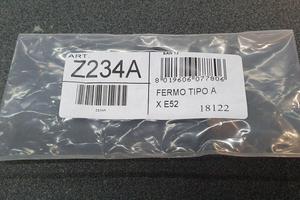 ART.
Z234A
8 019606 077806
FERMO TIPO A
X E52
18122